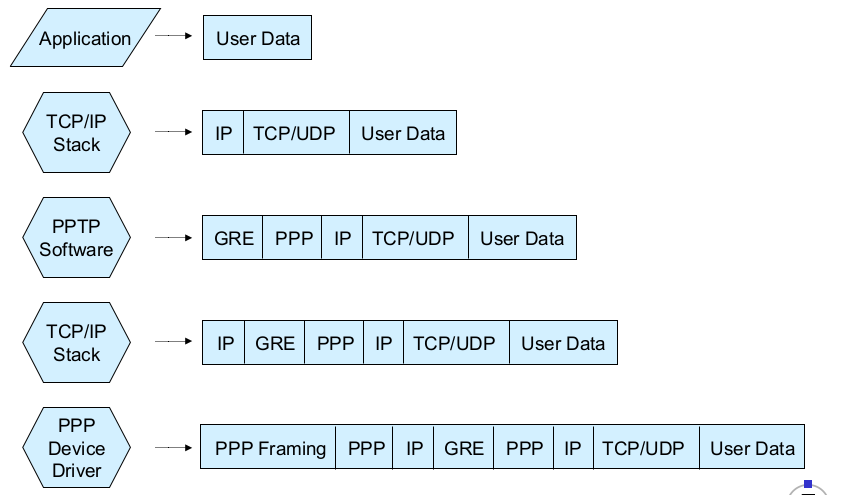 Application
User Data
TCP/IP
Stack
IP TCP/UDP User Data
PPTP
Software
GRE PPP IP TCP/UDP User Data
TCP/IP
Stack
IP GRE PPP IP TCP/UDP User Data
PPP
Device
Driver
PPP Framing PPP IP GRE PPP IP TCP/UDP User Data